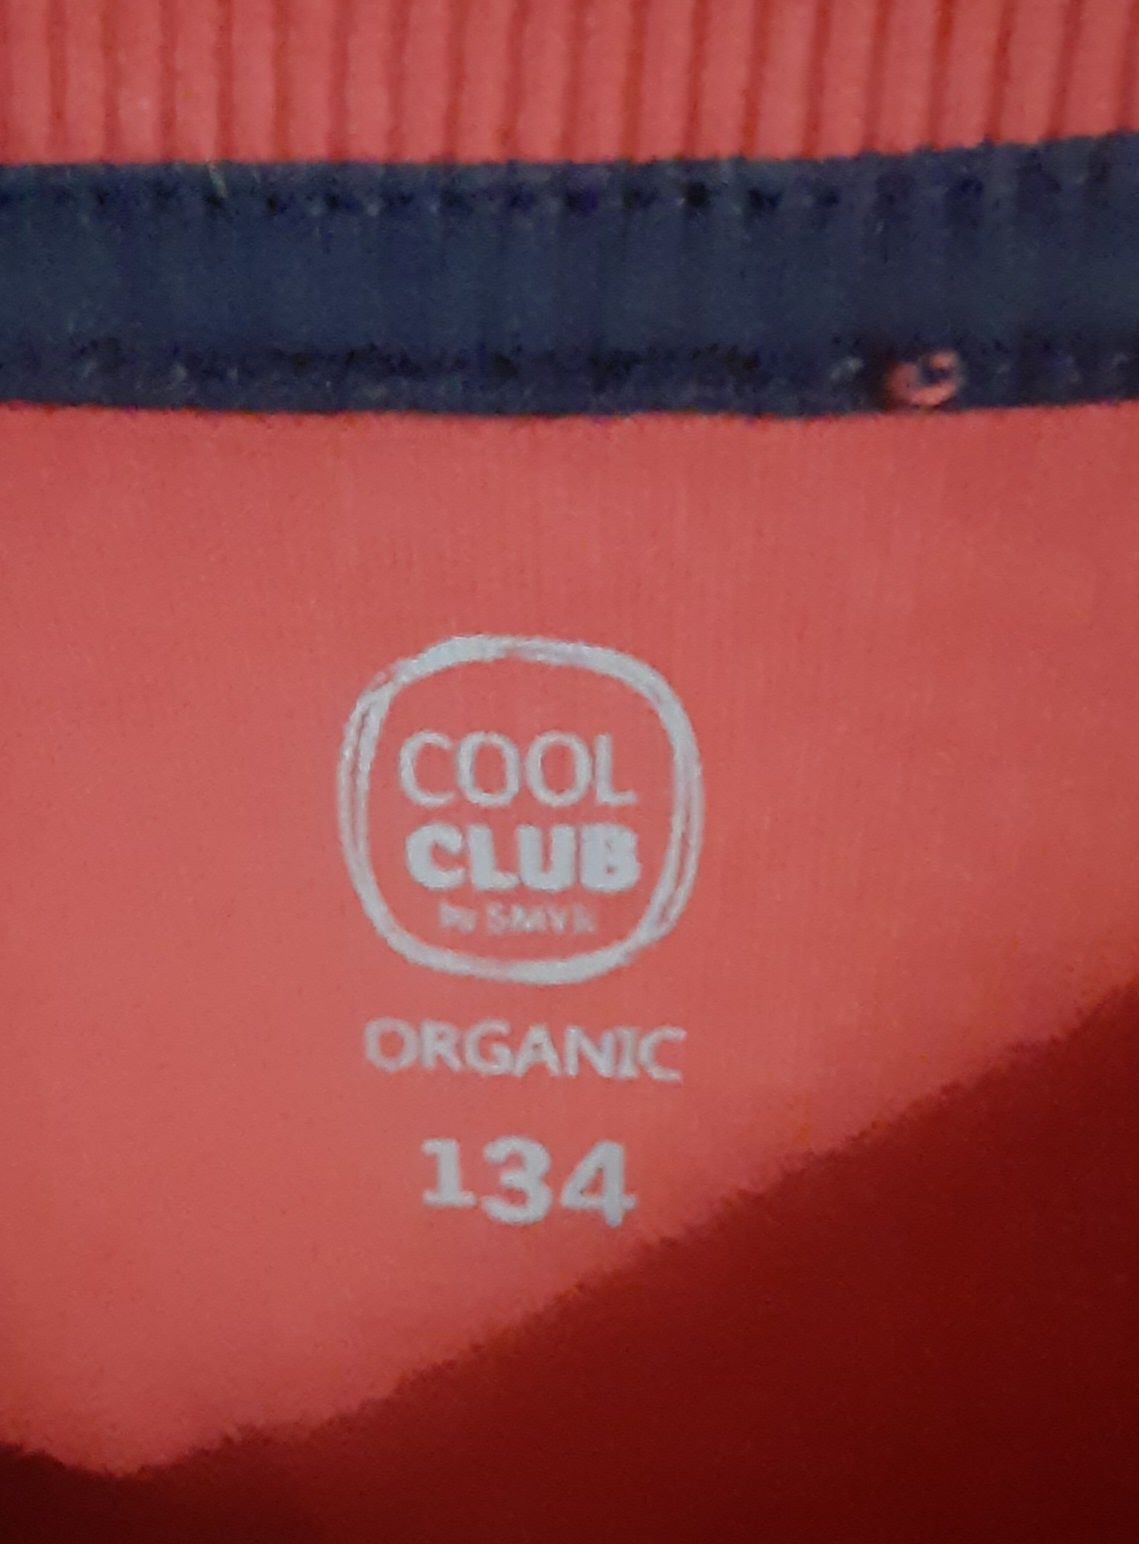 COOL
CLUB
by SMYK
ORGANIC
134